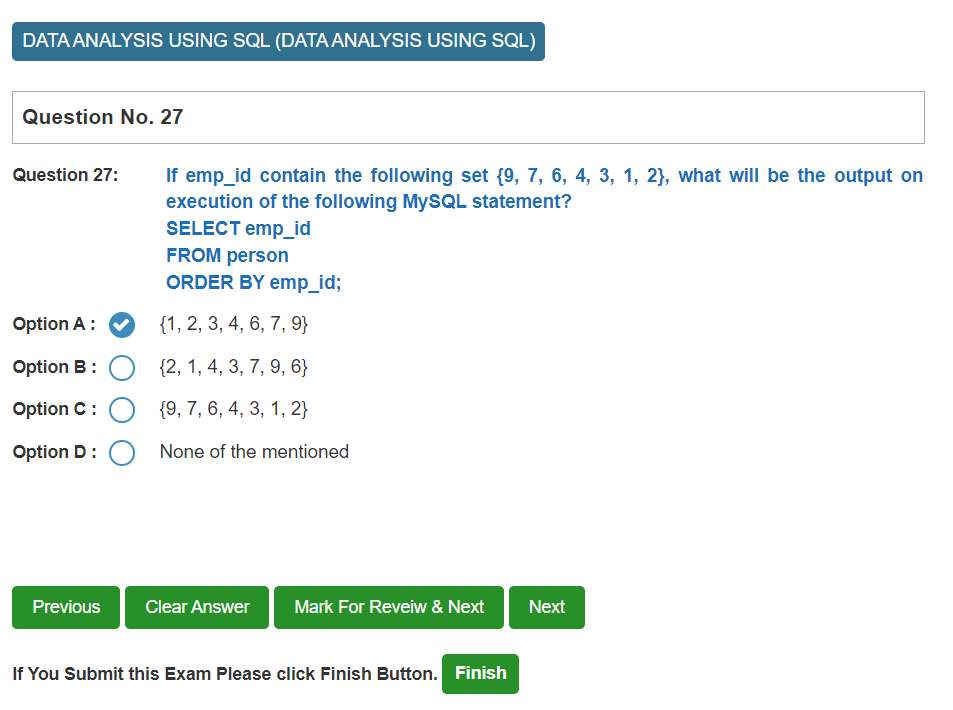 DATA ANALYSIS USING SQL (DATA ANALYSIS USING SQL)
Question No. 27
Question 27: If emp_id contain the following set {9, 7, 6, 4, 3, 1, 2}, what will be the output on
execution of the following MySQL statement?
SELECT emp_id
FROM person
ORDER BY emp_id;
Option A : {1, 2, 3, 4, 6, 7, 9}
Option B : {2, 1, 4, 3, 7, 9, 6}
Option C : {9, 7, 6, 4, 3, 1, 2}
Option D : None of the mentioned
Previous Clear Answer Mark For Reveiw & Next Next
If You Submit this Exam Please click Finish Button. Finish